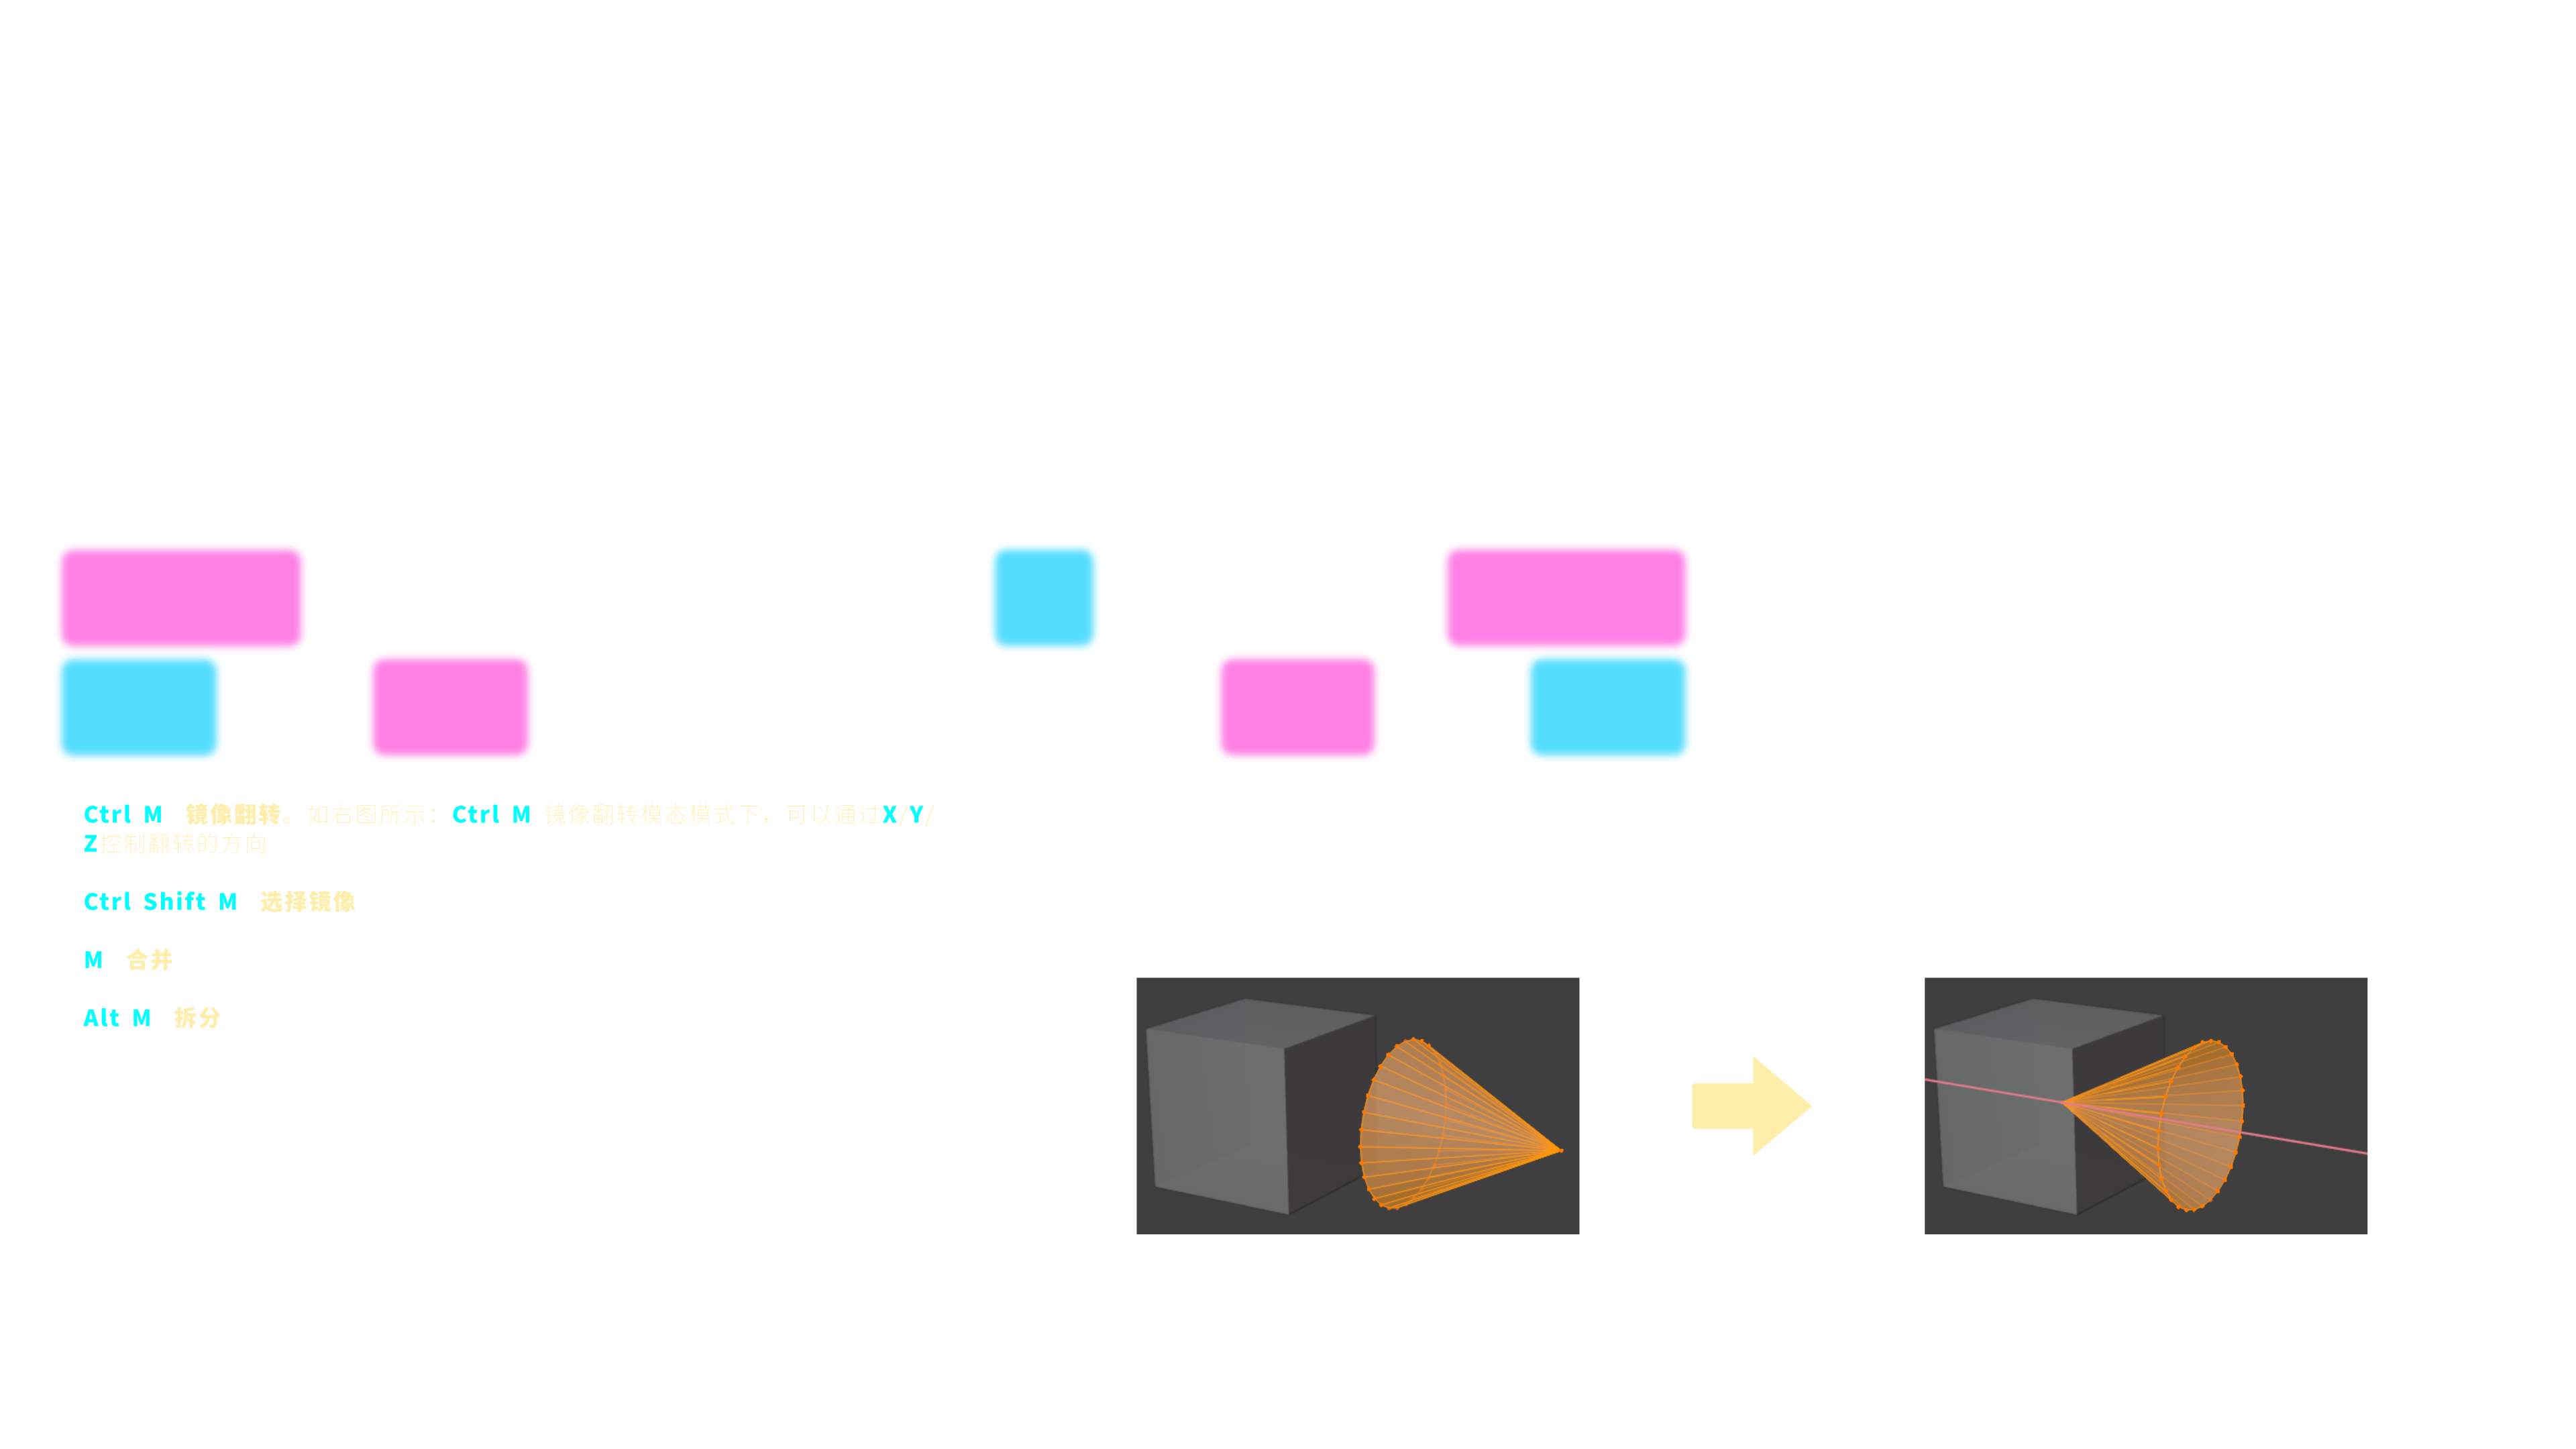 Ctrl M 镜像翻转。如右图所示：Ctrl M 镜像翻转模态模式下，可以通过X/Y/
Z控制翻转的方向
Ctrl Shift M 选择镜像
M 合并
Alt M 拆分